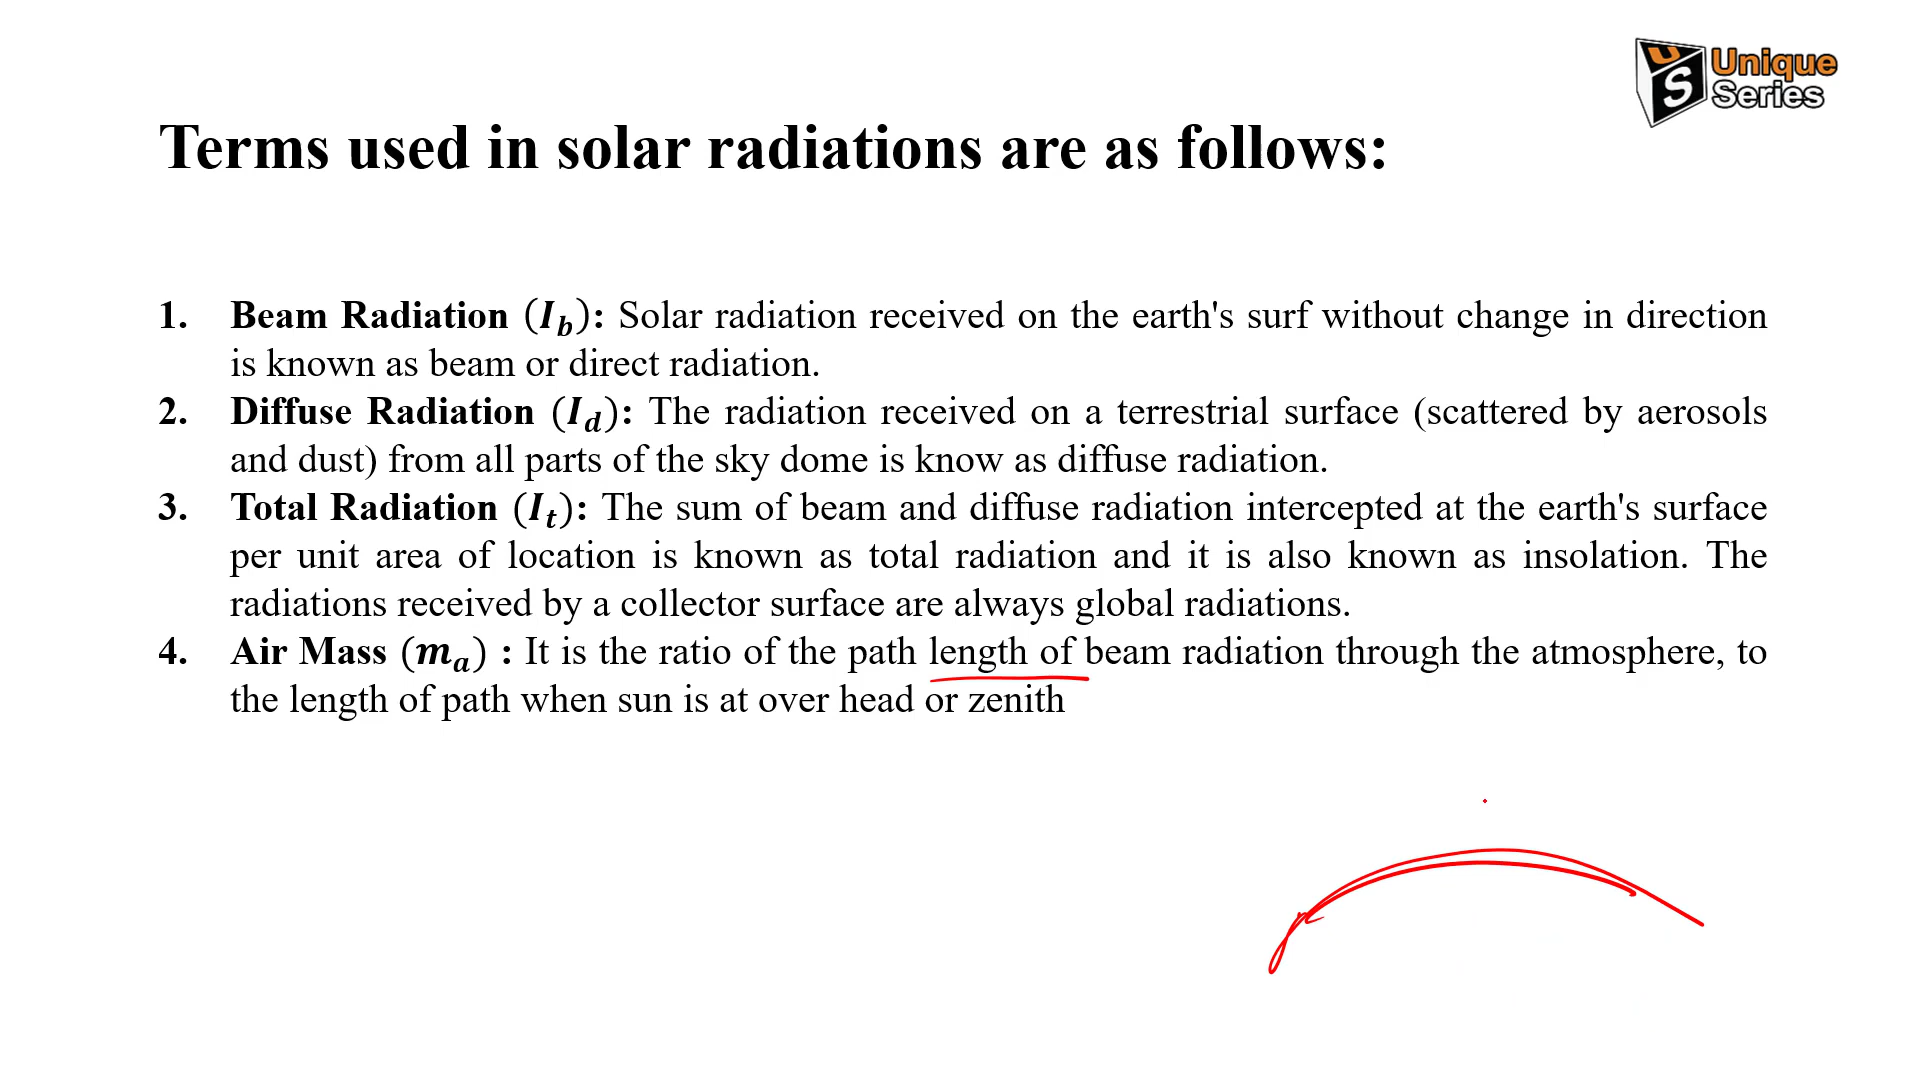 US Unique
Series
Terms used in solar radiations are as follows:
1. Beam Radiation (I_b): Solar radiation received on the earth's surf without change in direction
is known as beam or direct radiation.
2. Diffuse Radiation (I_d): The radiation received on a terrestrial surface (scattered by aerosols
and dust) from all parts of the sky dome is know as diffuse radiation.
3. Total Radiation (I_t): The sum of beam and diffuse radiation intercepted at the earth's surface
per unit area of location is known as total radiation and it is also known as insolation. The
radiations received by a collector surface are always global radiations.
4. Air Mass (m_a) : It is the ratio of the path length of beam radiation through the atmosphere, to
the length of path when sun is at over head or zenith